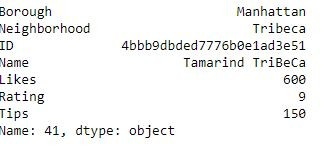 Borough Manhattan
Neighborhood Tribeca
ID 4bbb9dbded7776b0e1ad3e51
Name Tamarind TriBeCa
Likes 600
Rating 9
Tips 150
Name: 41, dtype: object